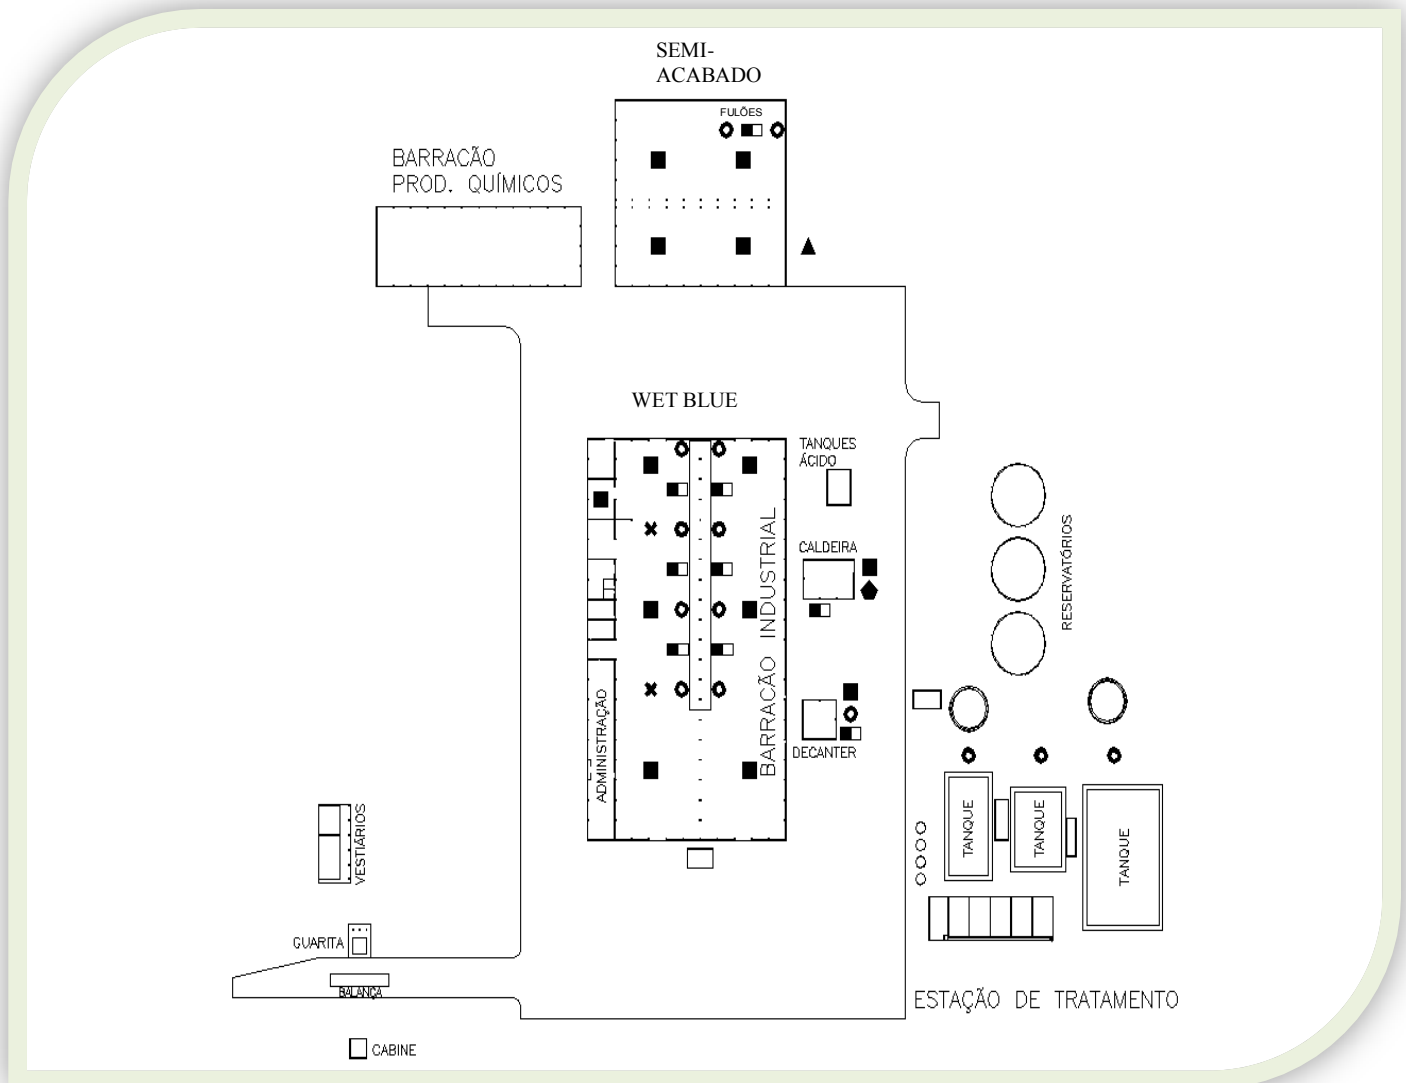 SEMI-
ACABADO
FULÕES
BARRACÃO
PROD. QUÍMICOS
WET BLUE
TANQUES
ÁCIDO
CALDEIRA
BARRACÃO INDUSTRIAL
RESERVATÓRIOS
ADMINISTRAÇÃO
DECANTER
TANQUE
TANQUE
TANQUE
VESTIÁRIOS
GUARITA
BALANÇA
ESTAÇÃO DE TRATAMENTO
CABINE